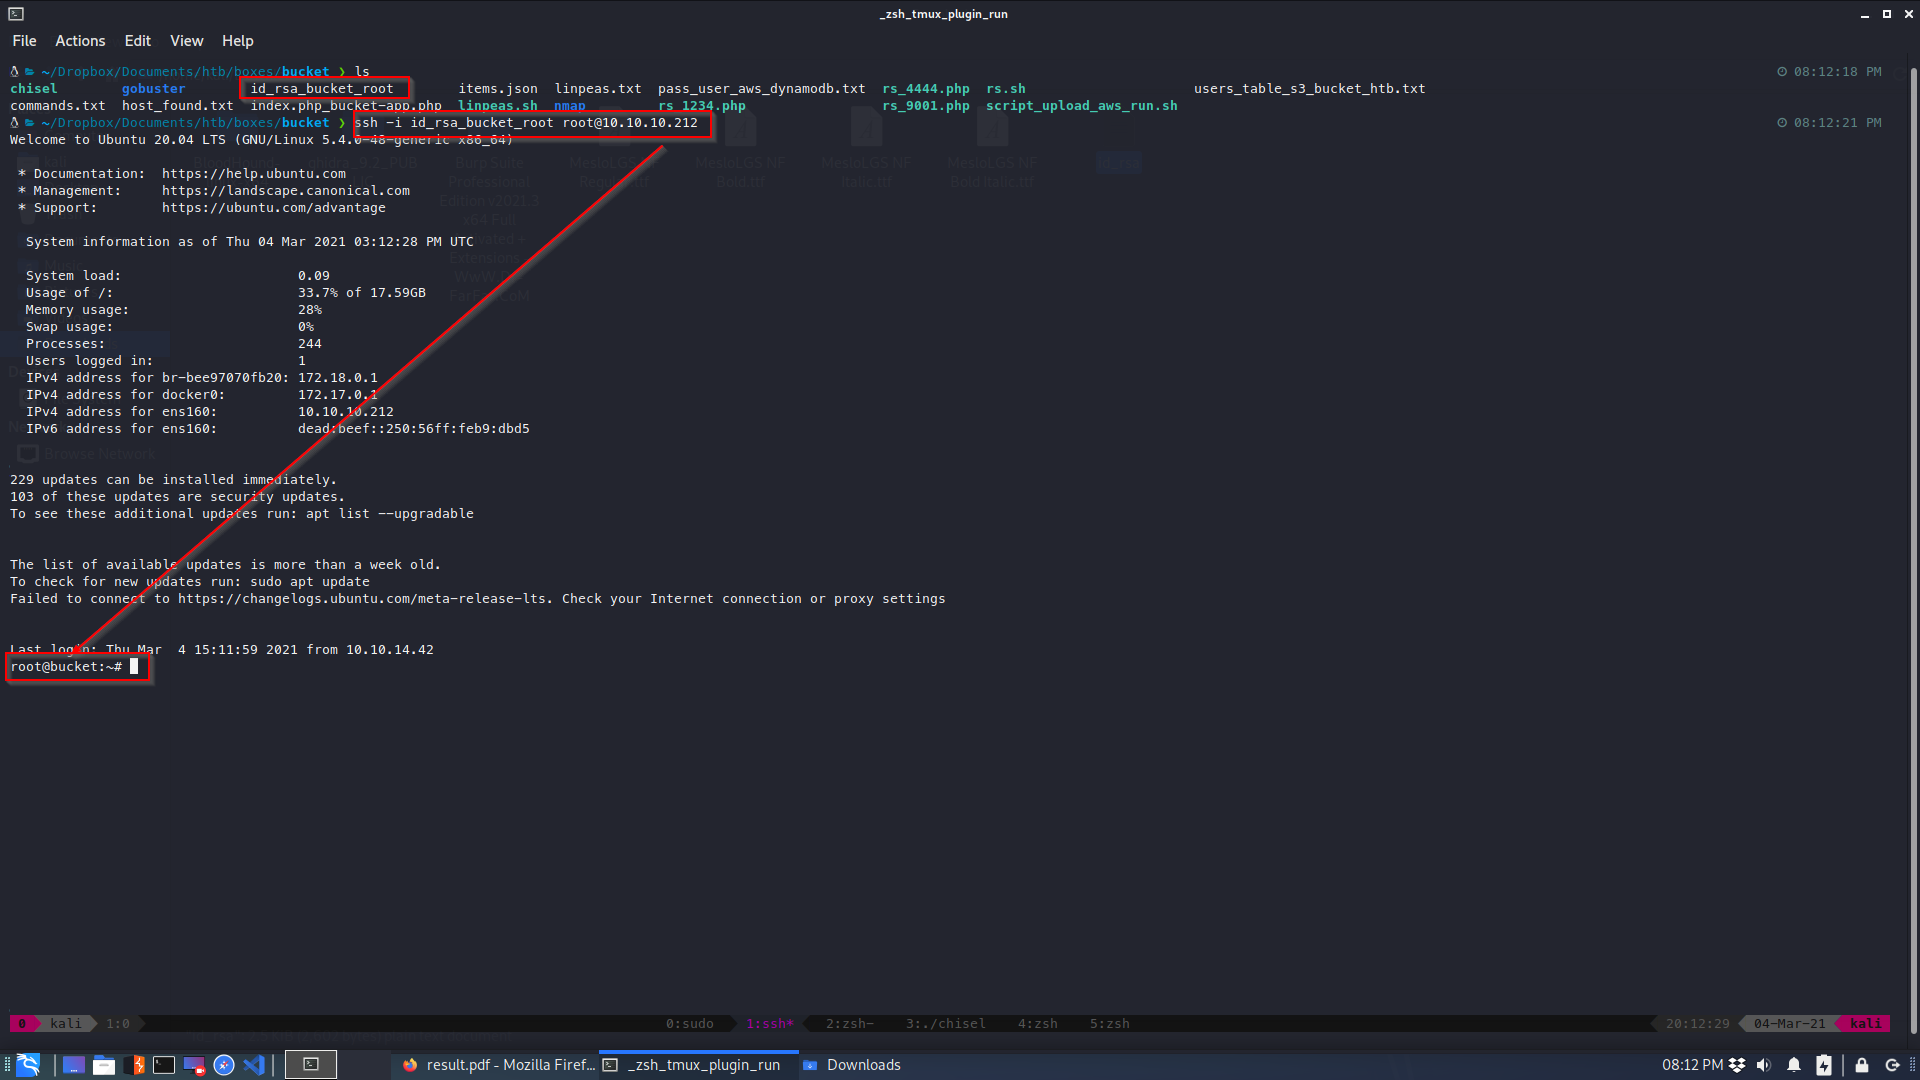 _zsh_tmux_plugin_run
File Actions Edit View Help
~/Dropbox/Documents/htb/boxes/bucket ❯ ls 08:12:18 PM
chisel gobuster id_rsa_bucket_root items.json linpeas.txt pass_user_aws_dynamodb.txt rs_4444.php rs.sh users_table_s3_bucket_htb.txt
commands.txt host_found.txt index.php_bucket-app.php linpeas.sh nmap rs_1234.php rs_9001.php script_upload_aws_run.sh
~/Dropbox/Documents/htb/boxes/bucket ❯ ssh -i id_rsa_bucket_root root@10.10.10.212 08:12:21 PM
Welcome to Ubuntu 20.04 LTS (GNU/Linux 5.4.0-48-generic x86_64)
* Documentation: https://help.ubuntu.com
* Management: https://landscape.canonical.com
* Support: https://ubuntu.com/advantage
System information as of Thu 04 Mar 2021 03:12:28 PM UTC
System load: 0.09
Usage of /: 33.7% of 17.59GB
Memory usage: 28%
Swap usage: 0%
Processes: 244
Users logged in: 1
IPv4 address for br-bee97070fb20: 172.18.0.1
IPv4 address for docker0: 172.17.0.1
IPv4 address for ens160: 10.10.10.212
IPv6 address for ens160: dead:beef::250:56ff:feb9:dbd5
Browse Network
229 updates can be installed immediately.
103 of these updates are security updates.
To see these additional updates run: apt list --upgradable
The list of available updates is more than a week old.
To check for new updates run: sudo apt update
Failed to connect to https://changelogs.ubuntu.com/meta-release-lts. Check your Internet connection or proxy settings
Last login: Thu Mar  4 15:11:59 2021 from 10.10.14.42
root@bucket:~#
0 kali 1:0 0:sudo 1:ssh* 2:zsh- 3:./chisel 4:zsh 5:zsh 20:12:29 04-Mar-21 kali
result.pdf - Mozilla Firef... _zsh_tmux_plugin_run Downloads 08:12 PM